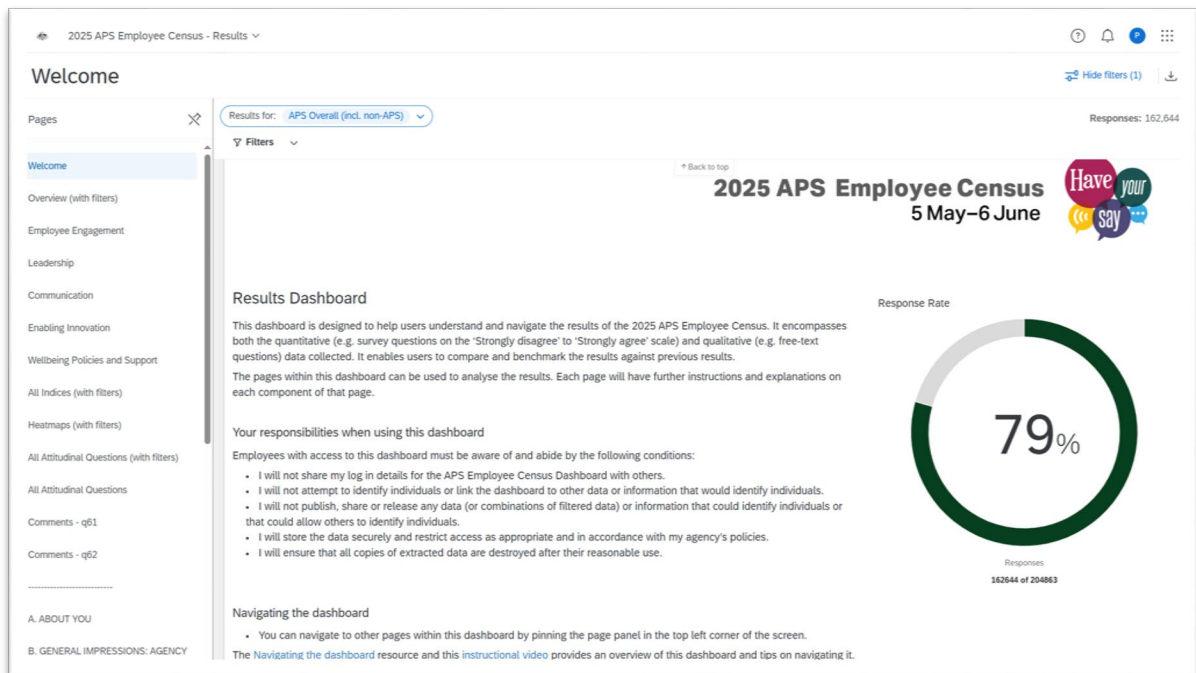 2025 APS Employee Census - Results
Welcome
Hide filters (1)
Pages
Results for: APS Overall (incl. non-APS)
Responses: 162,644
Filters
Welcome
Overview (with filters)
Employee Engagement
Leadership
Communication
Enabling Innovation
Wellbeing Policies and Support
All Indices (with filters)
Heatmaps (with filters)
All Attitudinal Questions (with filters)
All Attitudinal Questions
Comments - q61
Comments - q62
----------------------------
A. ABOUT YOU
B. GENERAL IMPRESSIONS: AGENCY
Back to top
2025 APS Employee Census
5 May–6 June
Have your say
Results Dashboard
This dashboard is designed to help users understand and navigate the results of the 2025 APS Employee Census. It encompasses
both the quantitative (e.g. survey questions on the 'Strongly disagree' to 'Strongly agree' scale) and qualitative (e.g. free-text
questions) data collected. It enables users to compare and benchmark the results against previous results.
The pages within this dashboard can be used to analyse the results. Each page will have further instructions and explanations on
each component of that page.
Your responsibilities when using this dashboard
Employees with access to this dashboard must be aware of and abide by the following conditions:
• I will not share my log in details for the APS Employee Census Dashboard with others.
• I will not attempt to identify individuals or link the dashboard to other data or information that would identify individuals.
• I will not publish, share or release any data (or combinations of filtered data) or information that could identify individuals or
that could allow others to identify individuals.
• I will store the data securely and restrict access as appropriate and in accordance with my agency's policies.
• I will ensure that all copies of extracted data are destroyed after their reasonable use.
Navigating the dashboard
• You can navigate to other pages within this dashboard by pinning the page panel in the top left corner of the screen.
The Navigating the dashboard resource and this instructional video provides an overview of this dashboard and tips on navigating it.
Response Rate
79%
Responses
162644 of 204863
P